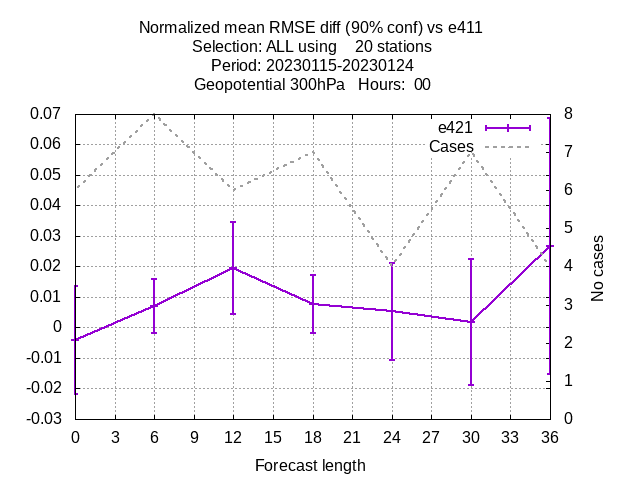 Normalized mean RMSE diff (90% conf) vs e411
Selection: ALL using    20 stations
Period: 20230115-20230124
Geopotential 300hPa   Hours:  00
0.07
0.06
0.05
0.04
0.03
0.02
0.01
0
-0.01
-0.02
-0.03
e421
Cases
8
7
6
5
4
3
2
1
0
No cases
0 3 6 9 12 15 18 21 24 27 30 33 36
Forecast length